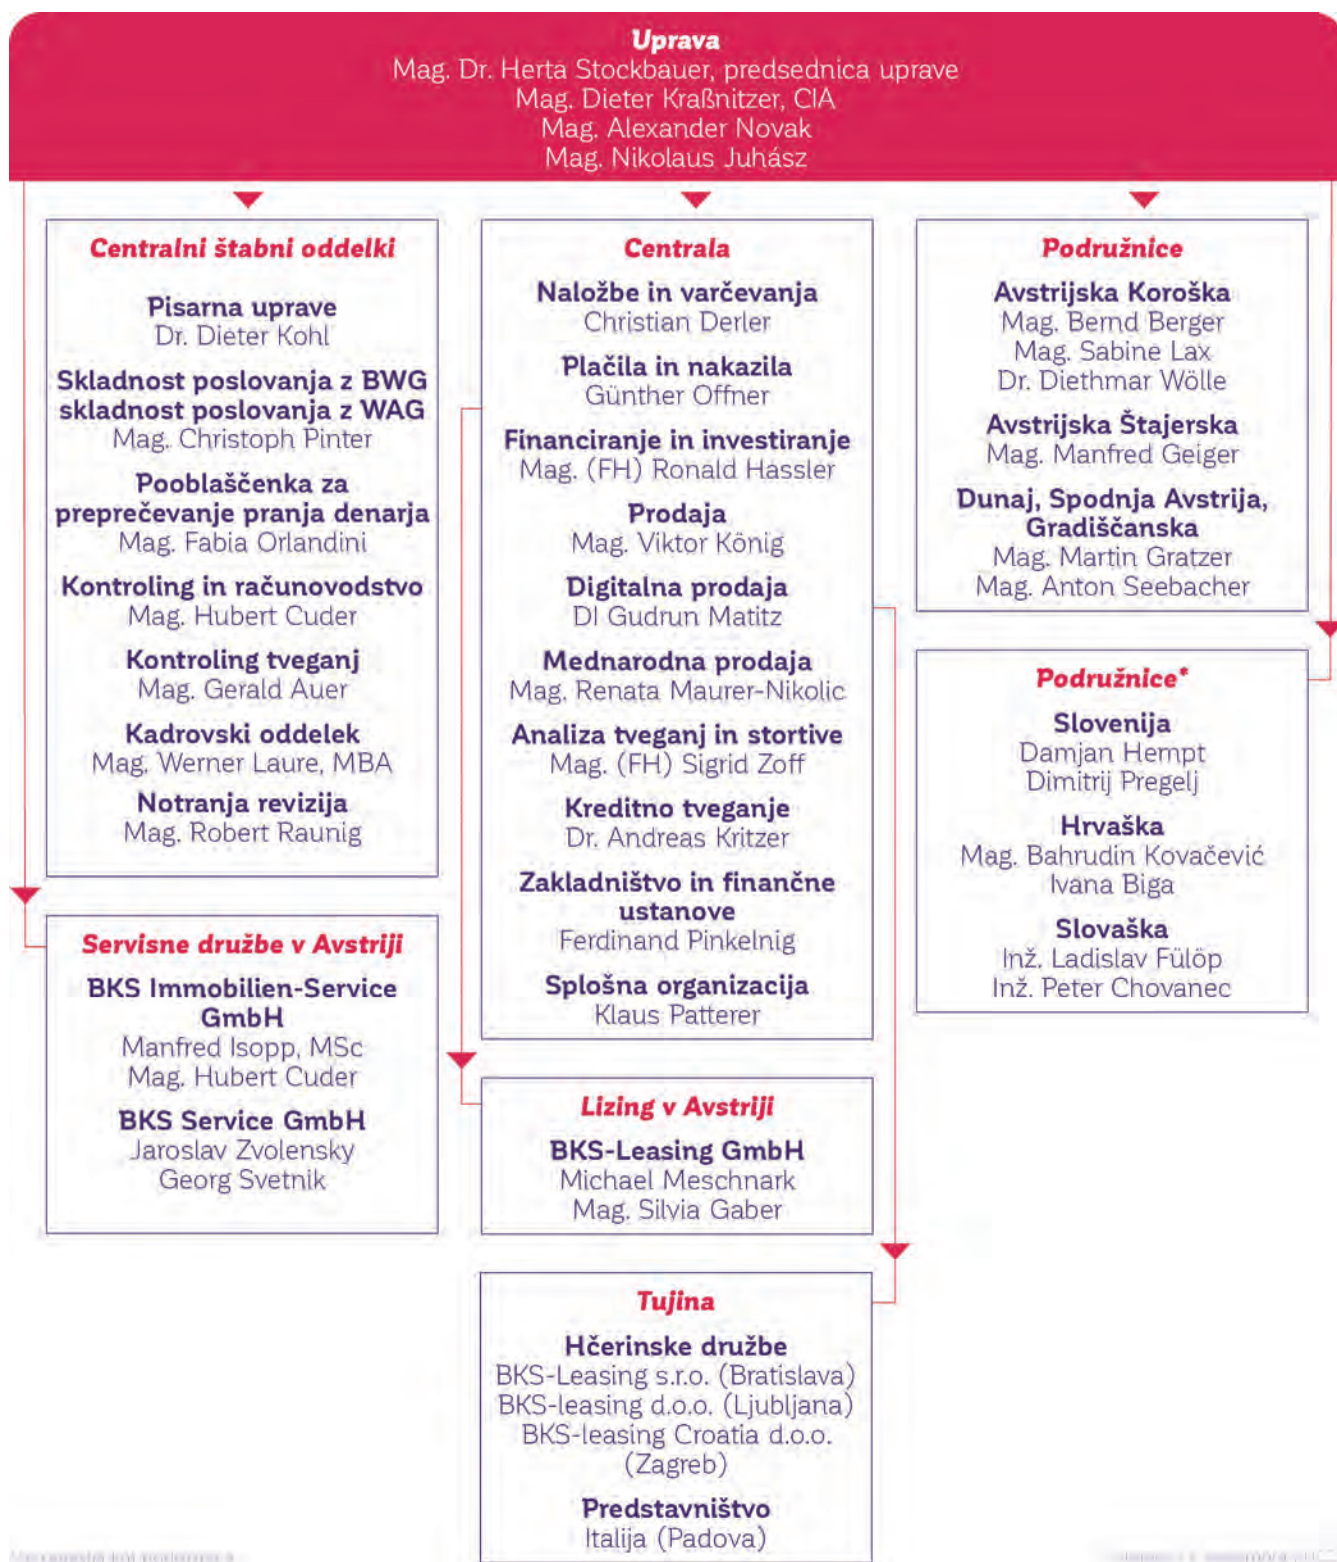 Uprava
Mag. Dr. Herta Stockbauer, predsednica uprave
Mag. Dieter Kraßnitzer, CIA
Mag. Alexander Novak
Mag. Nikolaus Juhász
Centralni štabni oddelki
Pisarna uprave
Dr. Dieter Kohl
Skladnost poslovanja z BWG
skladnost poslovanja z WAG
Mag. Christoph Pinter
Pooblaščenka za
preprečevanje pranja denarja
Mag. Fabia Orlandini
Kontroling in računovodstvo
Mag. Hubert Cuder
Kontroling tveganj
Mag. Gerald Auer
Kadrovski oddelek
Mag. Werner Laure, MBA
Notranja revizija
Mag. Robert Raunig
Servisne družbe v Avstriji
BKS Immobilien-Service
GmbH
Manfred Isopp, MSc
Mag. Hubert Cuder
BKS Service GmbH
Jaroslav Zvolensky
Georg Svetnik
Centrala
Naložbe in varčevanja
Christian Derler
Plačila in nakazila
Günther Offner
Financiranje in investiranje
Mag. (FH) Ronald Hassler
Prodaja
Mag. Viktor König
Digitalna prodaja
DI Gudrun Matitz
Mednarodna prodaja
Mag. Renata Maurer-Nikolic
Analiza tveganj in stortive
Mag. (FH) Sigrid Zoff
Kreditno tveganje
Dr. Andreas Kritzer
Zakladništvo in finančne
ustanove
Ferdinand Pinkelnig
Splošna organizacija
Klaus Patterer
Lizing v Avstriji
BKS-Leasing GmbH
Michael Meschnark
Mag. Silvia Gaber
Tujina
Hčerinske družbe
BKS-Leasing s.r.o. (Bratislava)
BKS-leasing d.o.o. (Ljubljana)
BKS-leasing Croatia d.o.o.
(Zagreb)
Predstavništvo
Italija (Padova)
Podružnice
Avstrijska Koroška
Mag. Bernd Berger
Mag. Sabine Lax
Dr. Diethmar Wölle
Avstrijska Štajerska
Mag. Manfred Geiger
Dunaj, Spodnja Avstrija,
Gradiščanska
Mag. Martin Gratzer
Mag. Anton Seebacher
Podružnice*
Slovenija
Damjan Hempt
Dimitrij Pregelj
Hrvaška
Mag. Bahrudin Kovačević
Ivana Biga
Slovaška
Inž. Ladislav Fülöp
Inž. Peter Chovanec